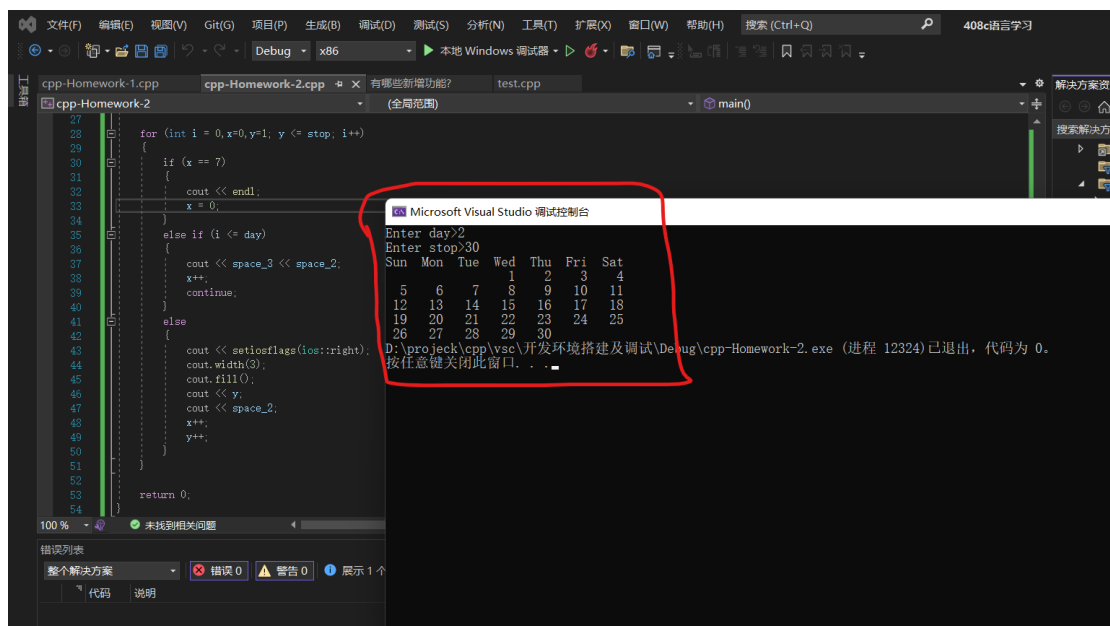 文件(F) 编辑(E) 视图(V) Git(G) 项目(P) 生成(B) 调试(D) 测试(S) 分析(N) 工具(T) 扩展(X) 窗口(W) 帮助(H) 搜索 (Ctrl+Q) 408c语言学习
Debug x86 本地 Windows 调试器
工具箱
cpp-Homework-1.cpp cpp-Homework-2.cpp 有哪些新增功能? test.cpp 解决方案资
cpp-Homework-2 (全局范围) main()
搜索解决方
27
28 for (int i = 0,x=0,y=1; y <= stop; i++)
29 {
30 if (x == 7)
31 {
32 cout << endl;
33 x = 0;
34 }
35 else if (i <= day)
36 {
37 cout << space_3 << space_2;
38 x++;
39 continue;
40 }
41 else
42 {
43 cout << setiosflags(ios::right);
44 cout.width(3);
45 cout.fill();
46 cout << y;
47 cout << space_2;
48 x++;
49 y++;
50 }
51 }
52
53 return 0;
54 }
Microsoft Visual Studio 调试控制台
Enter day>2
Enter stop>30
Sun Mon Tue Wed Thu Fri Sat
1 2 3 4
5 6 7 8 9 10 11
12 13 14 15 16 17 18
19 20 21 22 23 24 25
26 27 28 29 30
D:\projeck\cpp\vsc\开发环境搭建及调试\Debug\cpp-Homework-2.exe (进程 12324)已退出，代码为 0。
按任意键关闭此窗口. . .
100 % 未找到相关问题
错误列表
整个解决方案 错误 0 警告 0 展示 1 个
代码 说明